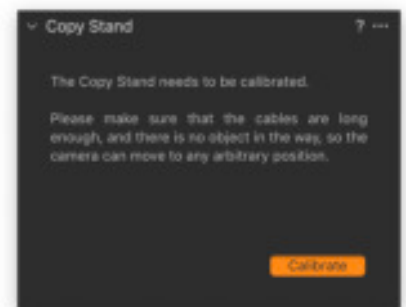 Copy Stand ? ...
The Copy Stand needs to be calibrated.
Please make sure that the cables are long
enough, and there is no object in the way, so the
camera can move to any arbitrary position.
Calibrate